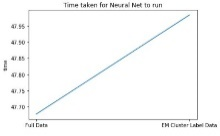 Time taken for Neural Net to run
47.95
47.90
47.85
47.80
47.75
47.70
time
Full Data
EM Cluster Label Data